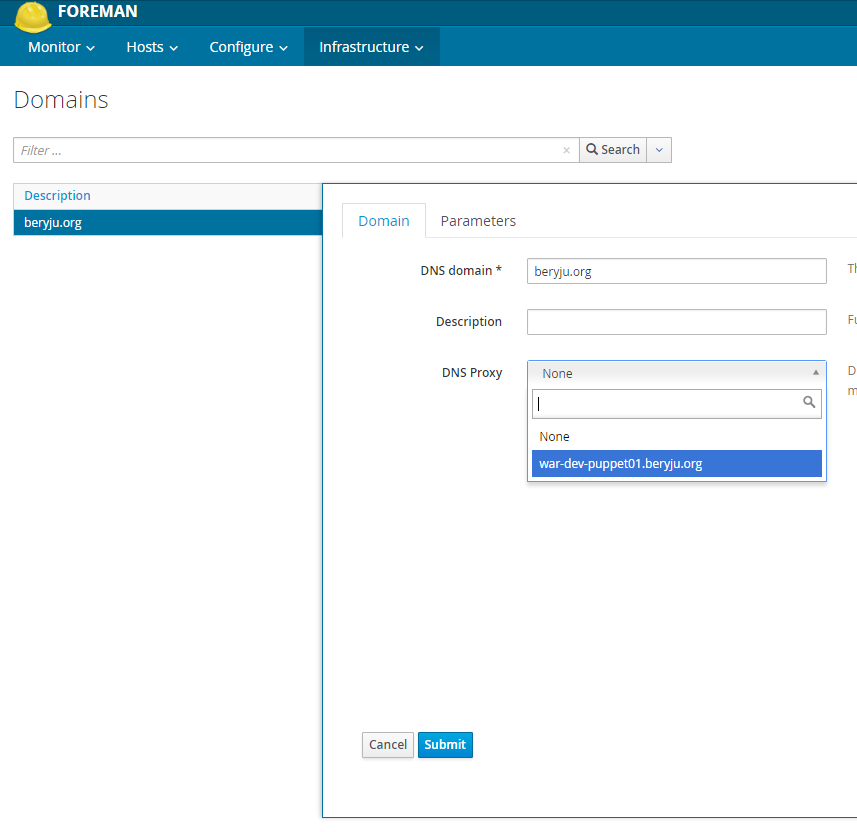 FOREMAN
Monitor Hosts Configure Infrastructure
Domains
Filter ... × Search
Description
beryju.org
Domain Parameters
DNS domain * beryju.org Th
Description Fu
DNS Proxy None D
m
None
war-dev-puppet01.beryju.org
Cancel Submit